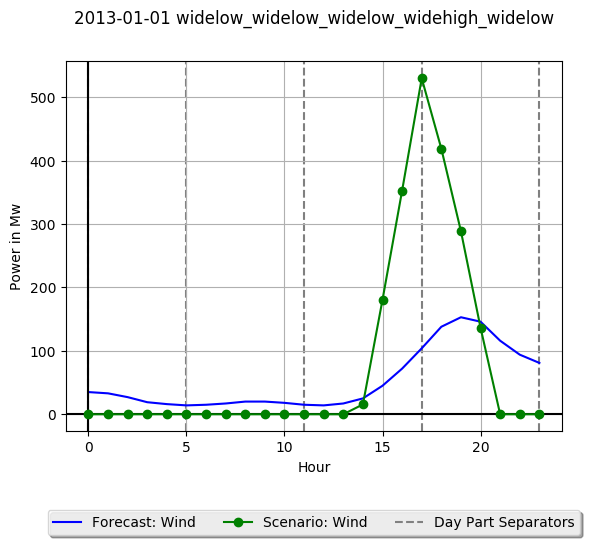 2013-01-01 widelow_widelow_widelow_widehigh_widelow
500
400
300
200
100
0
Power in Mw
0 5 10 15 20
Hour
Forecast: Wind Scenario: Wind Day Part Separators